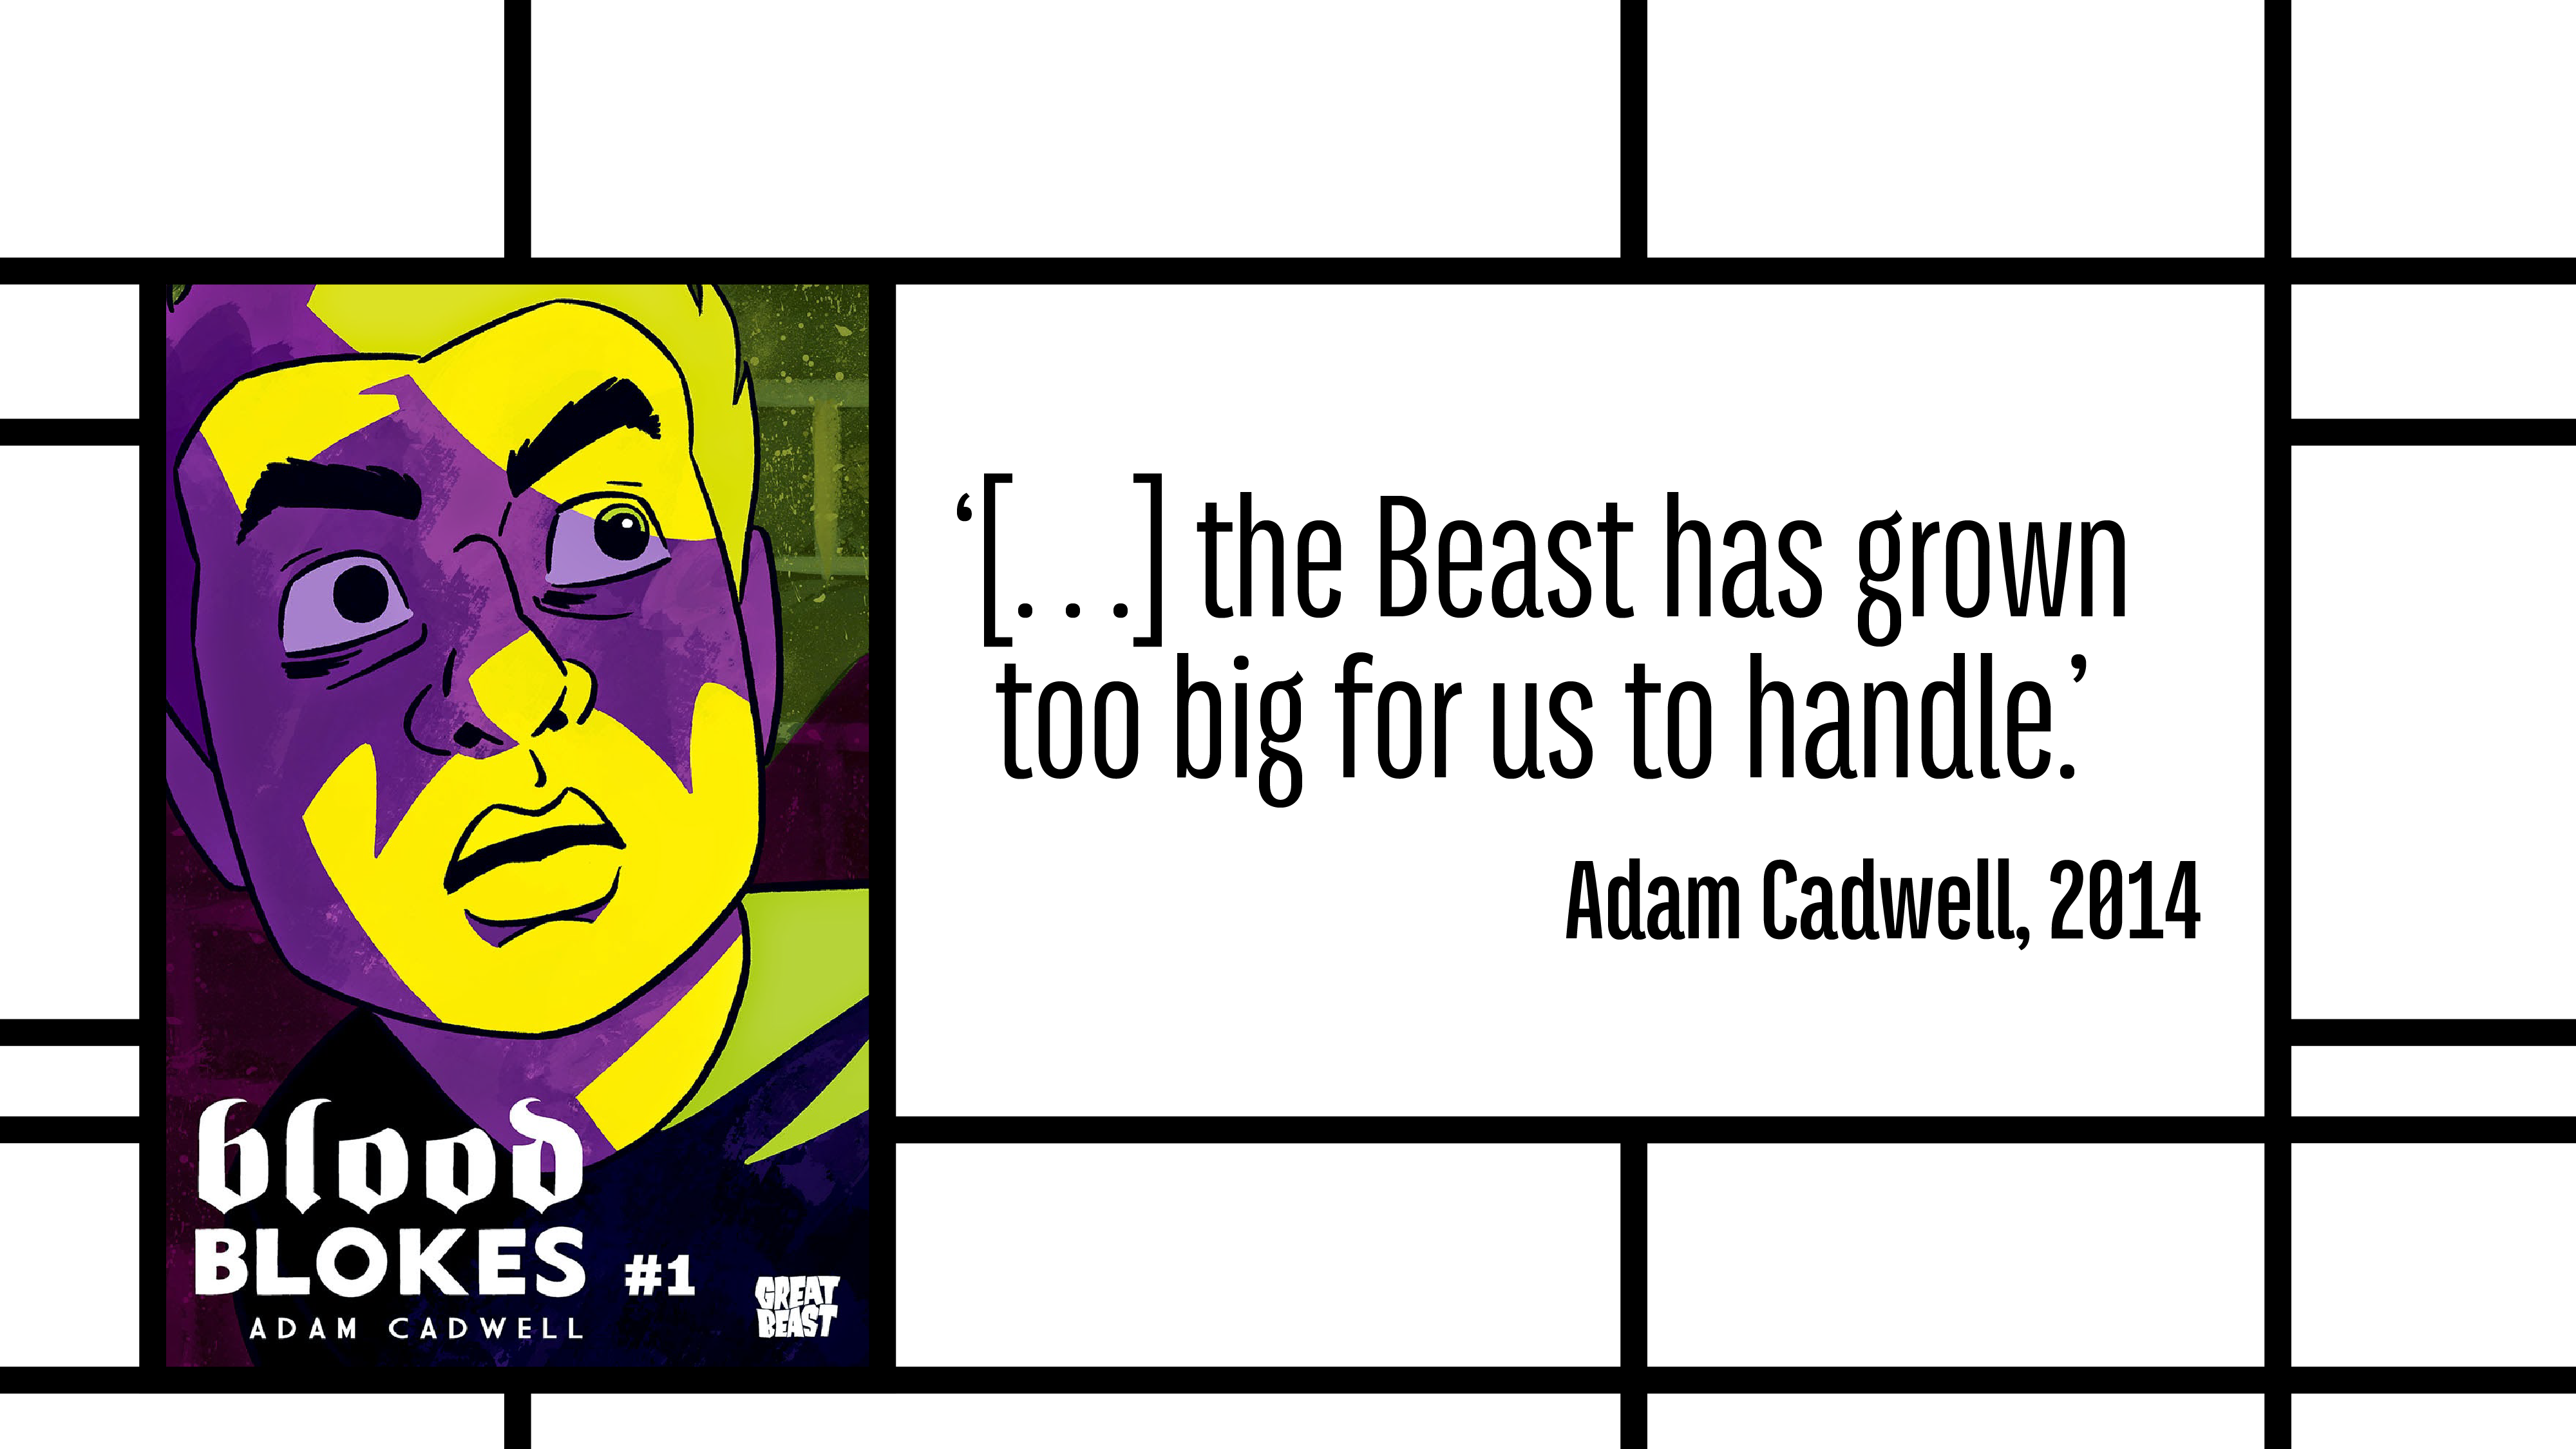 ‘[...] the Beast has grown
too big for us to handle.’
Adam Cadwell, 2014
blood
BLOKES #1
ADAM CADWELL
GREAT
BEAST